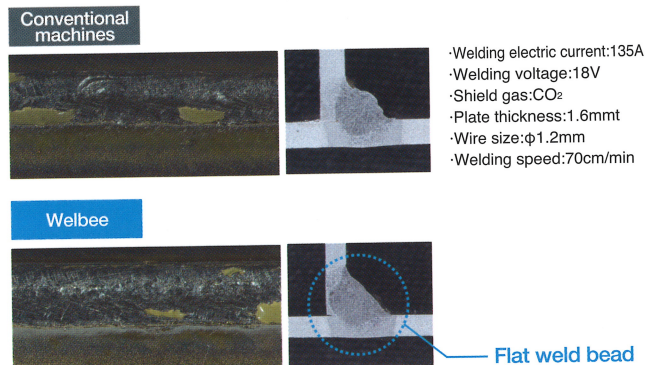 Conventional
machines
·Welding electric current:135A
·Welding voltage:18V
·Shield gas:CO₂
·Plate thickness:1.6mmt
·Wire size:φ1.2mm
·Welding speed:70cm/min
Welbee
Flat weld bead